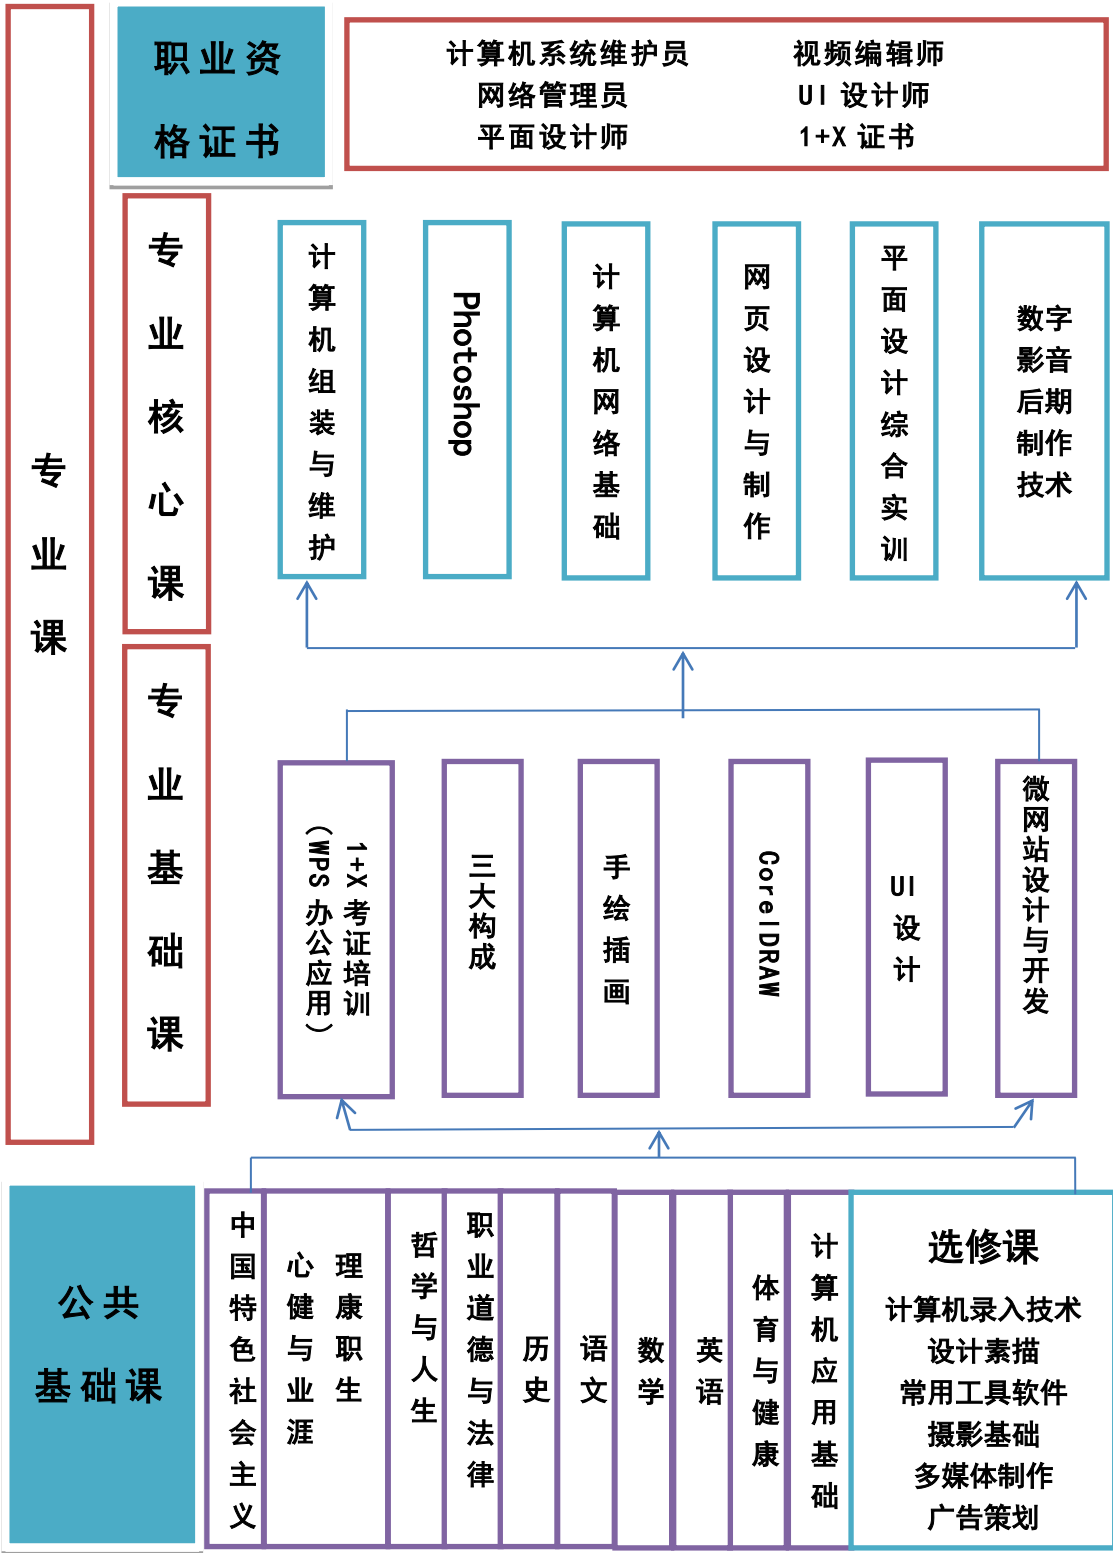 专业课
职业资
格证书
计算机系统维护员
视频编辑师
网络管理员
UI 设计师
平面设计师
1+X 证书
专业核心课
计算机组装与维护
Photoshop
计算机网络基础
网页设计与制作
平面设计综合实训
数字
影音
后期
制作
技术
专业基础课
1+X考证培训
（WPS办公应用）
三大构成
手绘插画
CorelDRAW
UI
设
计
微网站设计与开发
公共
基础课
中国特色社会主义
心理
健康
与职
业生
涯
哲学与人生
职业道德与法律
历史
语文
数学
英语
体育与健康
计算机应用基础
选修课
计算机录入技术
设计素描
常用工具软件
摄影基础
多媒体制作
广告策划